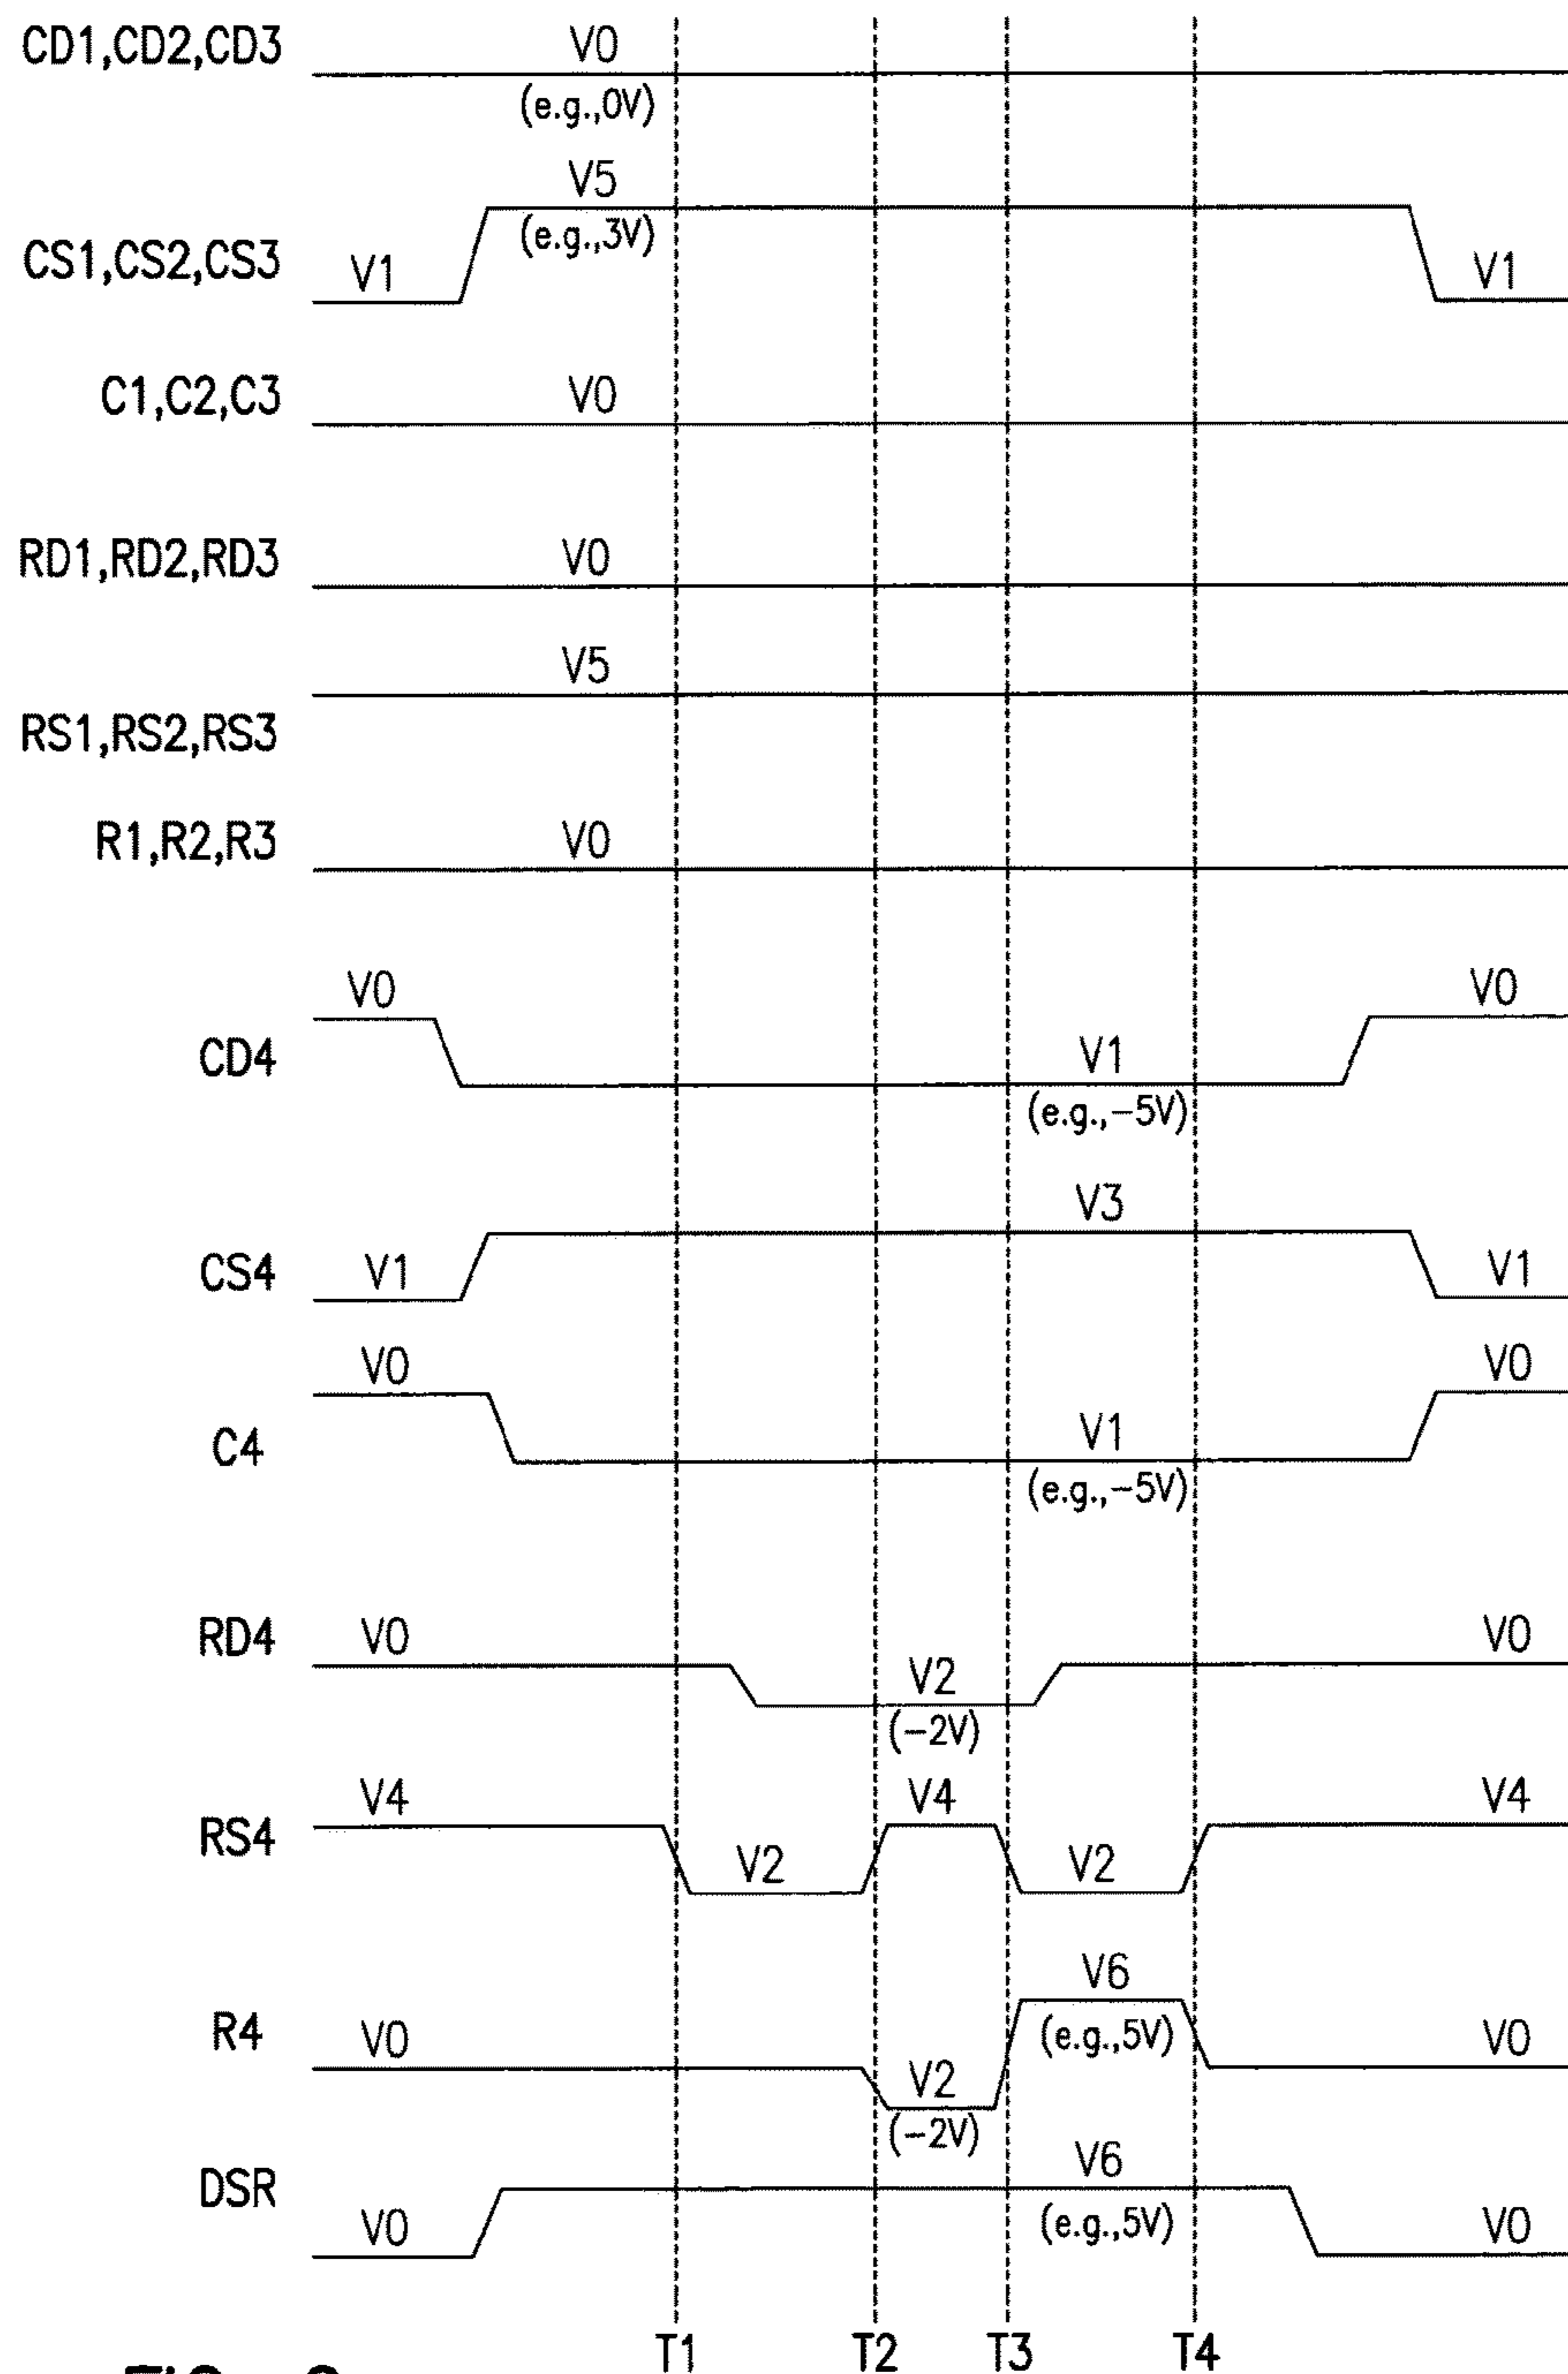 CD1,CD2,CD3 V0
(e.g.,0V)
V5
(e.g.,3V)
CS1,CS2,CS3 V1 V1
C1,C2,C3 V0
RD1,RD2,RD3 V0
V5
RS1,RS2,RS3
R1,R2,R3 V0
V0 V0
CD4 V1
(e.g.,-5V)
V3
CS4 V1 V1
V0 V0
C4 V1
(e.g.,-5V)
RD4 V0 V0
V2
(-2V)
V4 V4 V4
RS4 V2 V2
V6
R4 V0 (e.g.,5V) V0
V2
(-2V)
DSR V6
V0 (e.g.,5V) V0
T1 T2 T3 T4